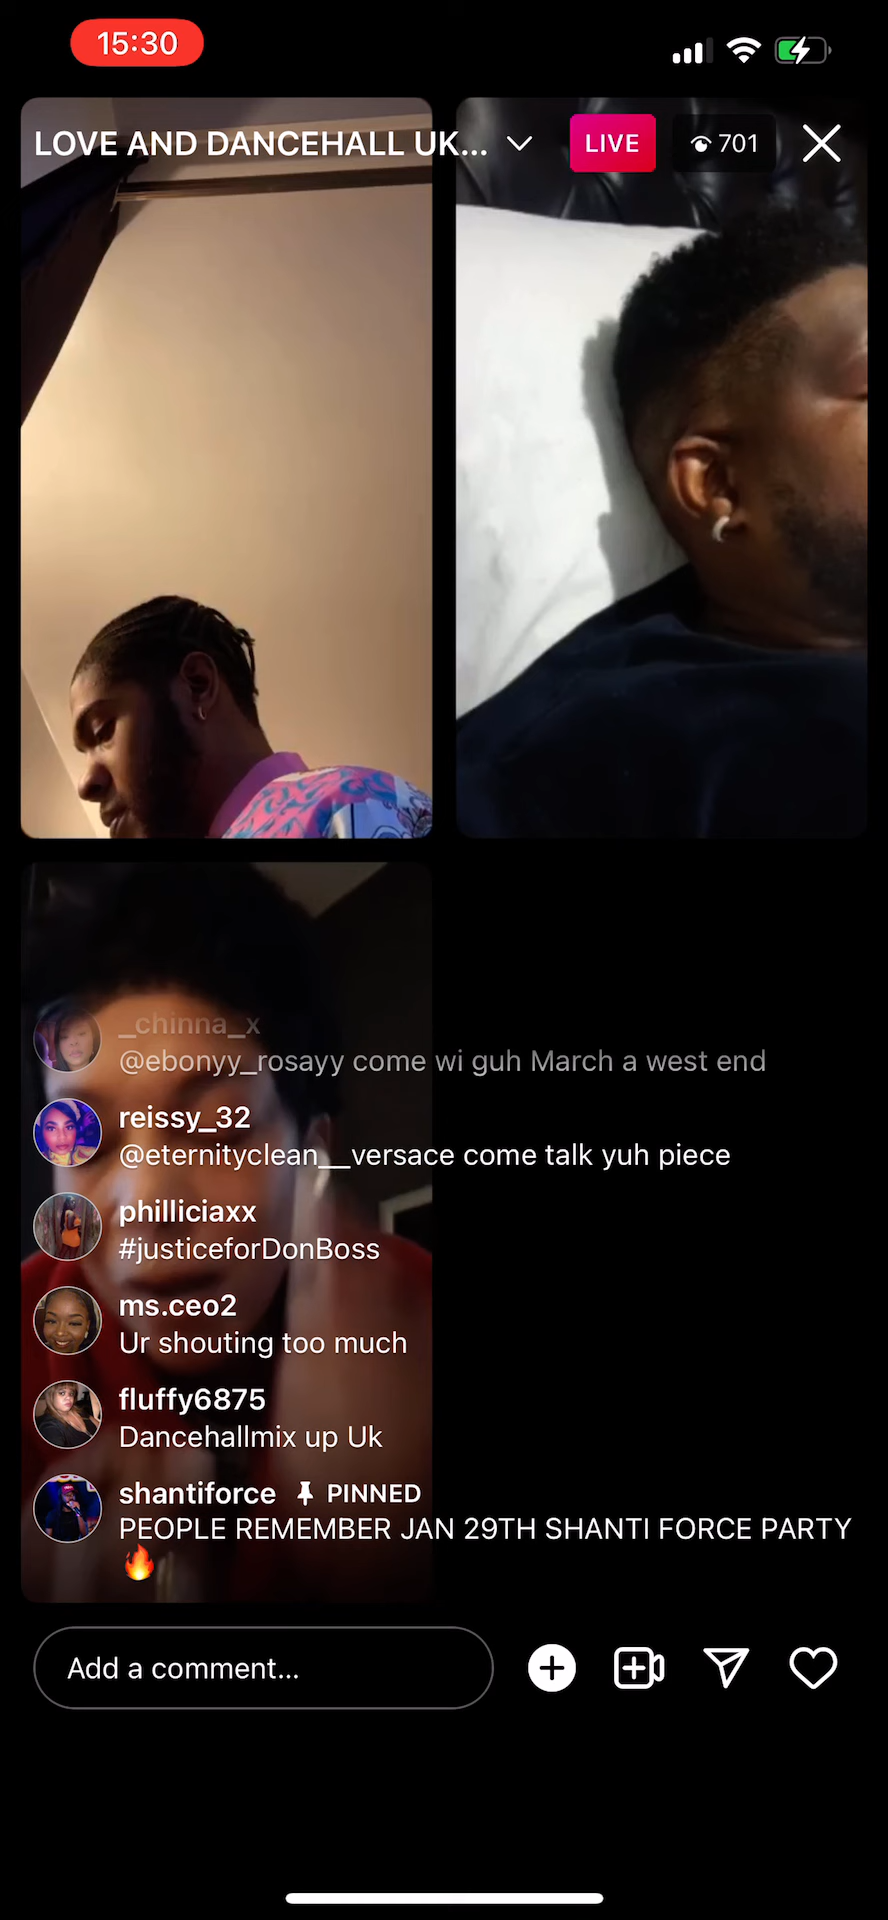 15:30
LOVE AND DANCEHALL UK...
LIVE
701
_chinna_x
@ebonyy_rosayy come wi guh March a west end
reissy_32
@eternityclean__versace come talk yuh piece
philliciaxx
#justiceforDonBoss
ms.ceo2
Ur shouting too much
fluffy6875
Dancehallmix up Uk
shantiforce PINNED
PEOPLE REMEMBER JAN 29TH SHANTI FORCE PARTY
🔥
Add a comment...